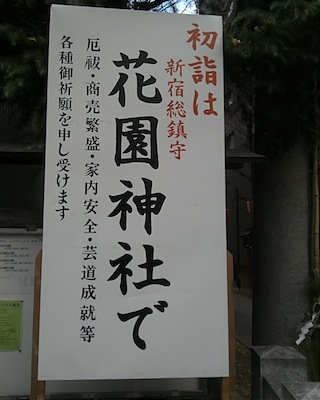 初詣は
新宿総鎮守
花園神社で
厄祓・商売繁盛・家内安全・芸道成就等
各種御祈願を申し受けます